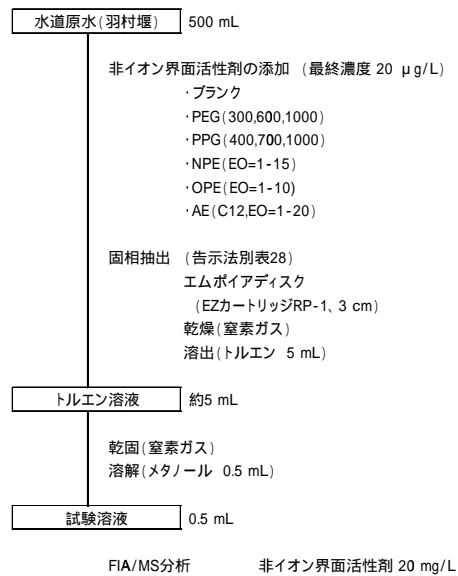 水道原水(羽村堰) 500 mL
非イオン界面活性剤の添加 (最終濃度 20 μg/L)
・ブランク
・PEG(300,600,1000)
・PPG(400,700,1000)
・NPE(EO=1-15)
・OPE(EO=1-10)
・AE(C12,EO=1-20)
固相抽出 (告示法別表28)
エムポイアディスク
(EZカートリッジRP-1、3 cm)
乾燥(窒素ガス)
溶出(トルエン 5 mL)
トルエン溶液 約5 mL
乾固(窒素ガス)
溶解(メタノール 0.5 mL)
試験溶液 0.5 mL
FIA/MS分析 非イオン界面活性剤 20 mg/L